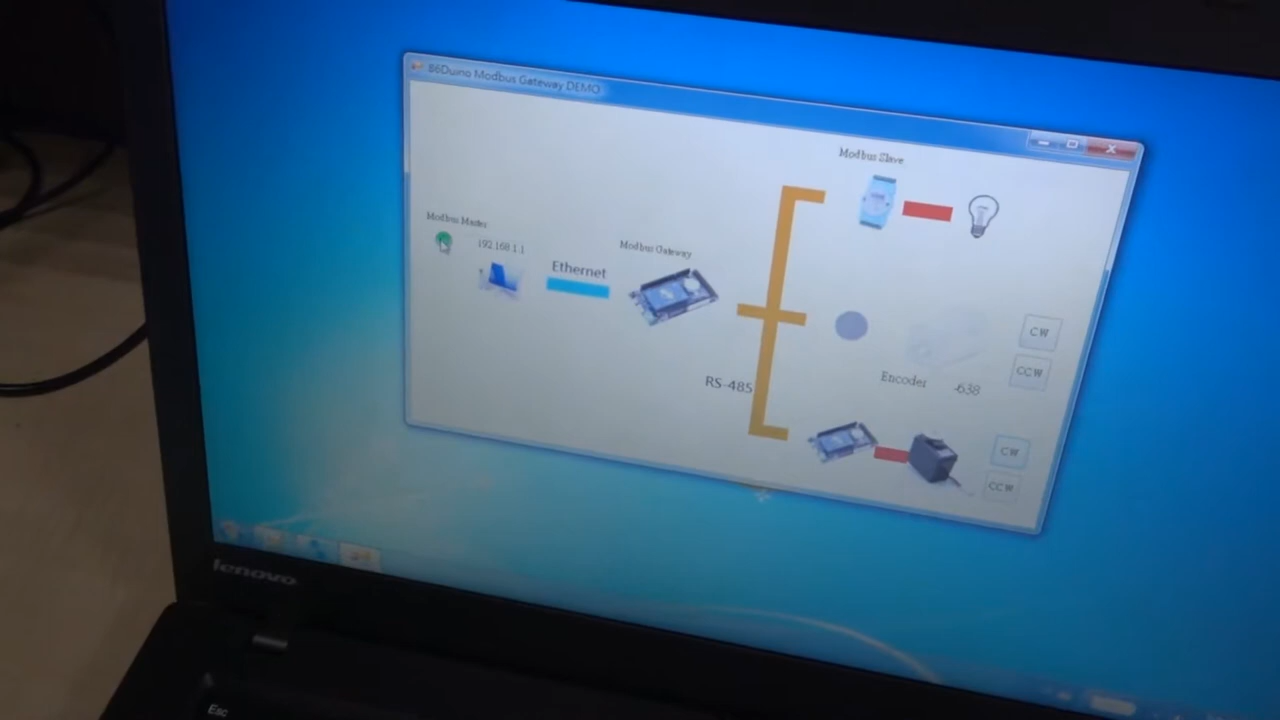 86Duino Modbus Gateway DEMO
Modbus Slave
Modbus Master
192.168.1.1
Ethernet
Modbus Gateway
CW
CCW
RS-485
Encoder -638
CW
CCW
lenovo
Esc